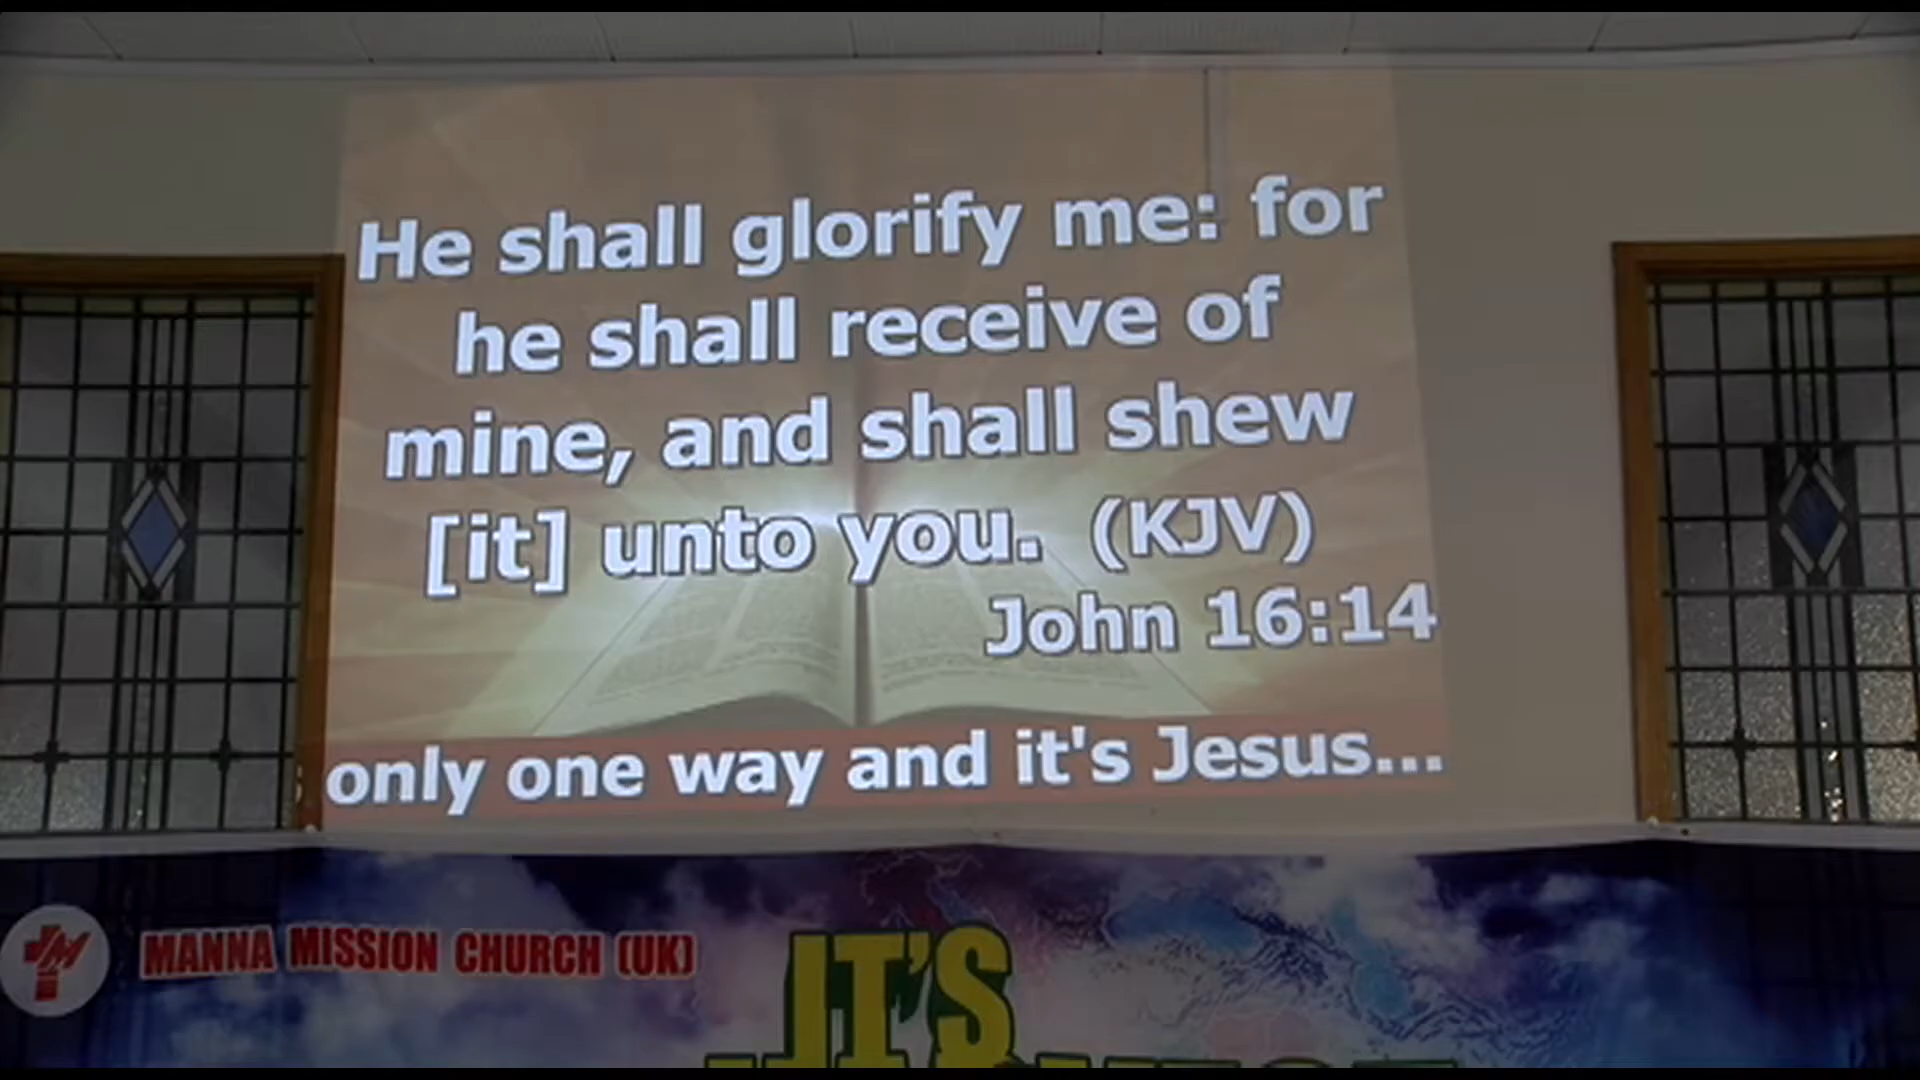 He shall glorify me: for
he shall receive of
mine, and shall shew
[it] unto you. (KJV)
John 16:14
only one way and it's Jesus...
MANNA MISSION CHURCH (UK)
IT'S